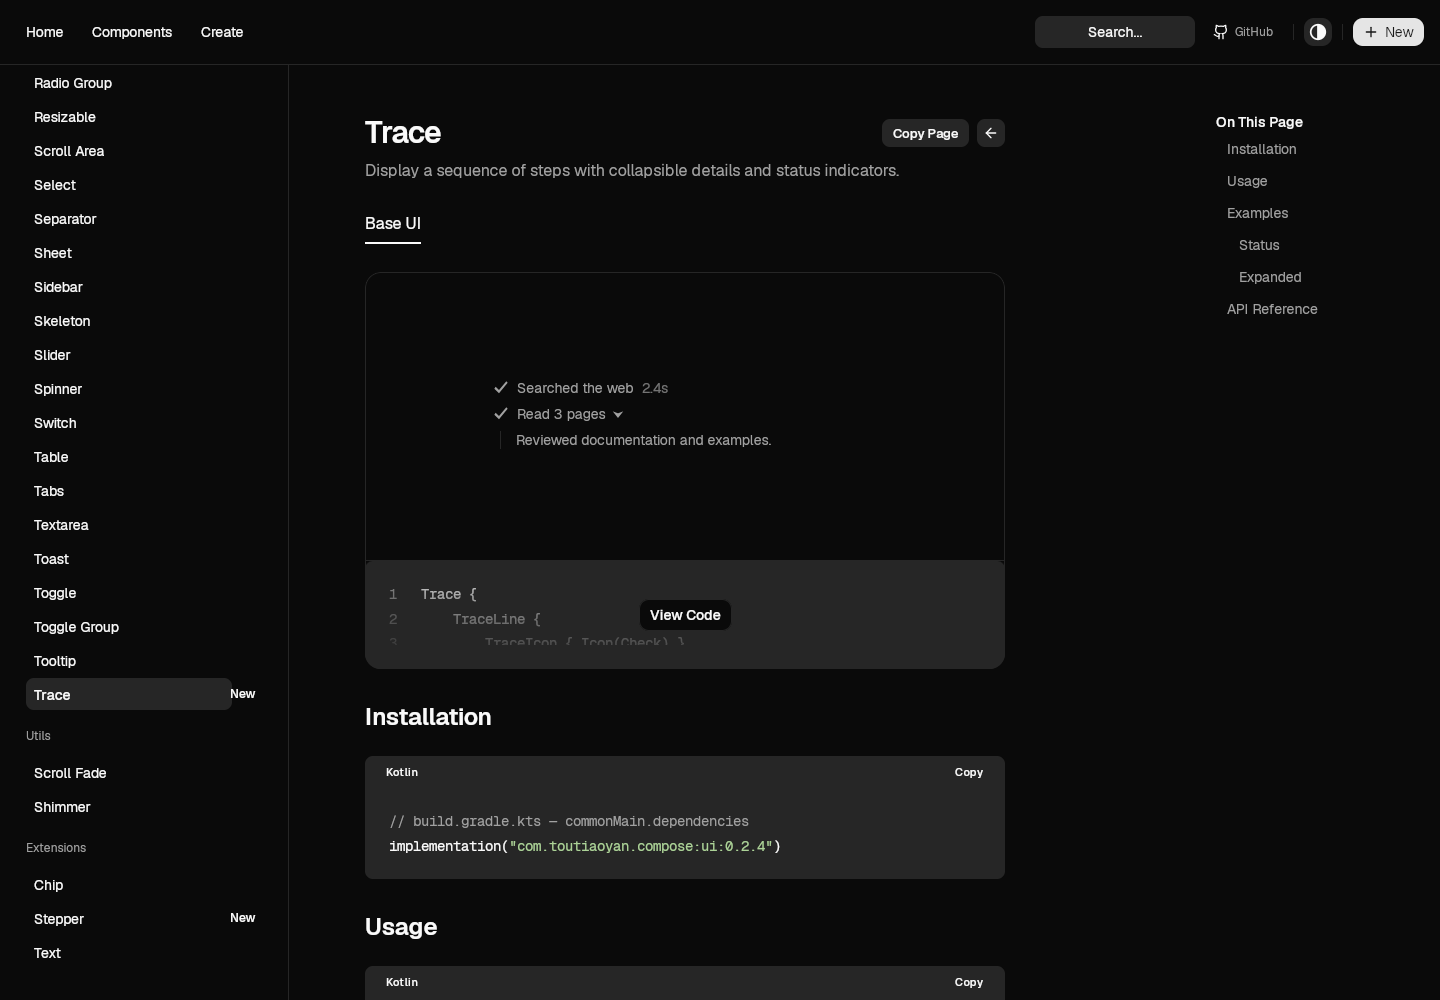 Home Components Create Search... GitHub New
Radio Group
Resizable
Scroll Area
Select
Separator
Sheet
Sidebar
Skeleton
Slider
Spinner
Switch
Table
Tabs
Textarea
Toast
Toggle
Toggle Group
Tooltip
Trace New
Utils
Scroll Fade
Shimmer
Extensions
Chip
Stepper New
Text
Trace
Copy Page
Display a sequence of steps with collapsible details and status indicators.
Base UI
Searched the web 2.4s
Read 3 pages
Reviewed documentation and examples.
1 Trace {
2 TraceLine {
3 TraceIcon { Icon(Check) }
View Code
Installation
Kotlin Copy
// build.gradle.kts — commonMain.dependencies
implementation("com.toutiaoyan.compose:ui:0.2.4")
Usage
Kotlin Copy
On This Page
Installation
Usage
Examples
Status
Expanded
API Reference